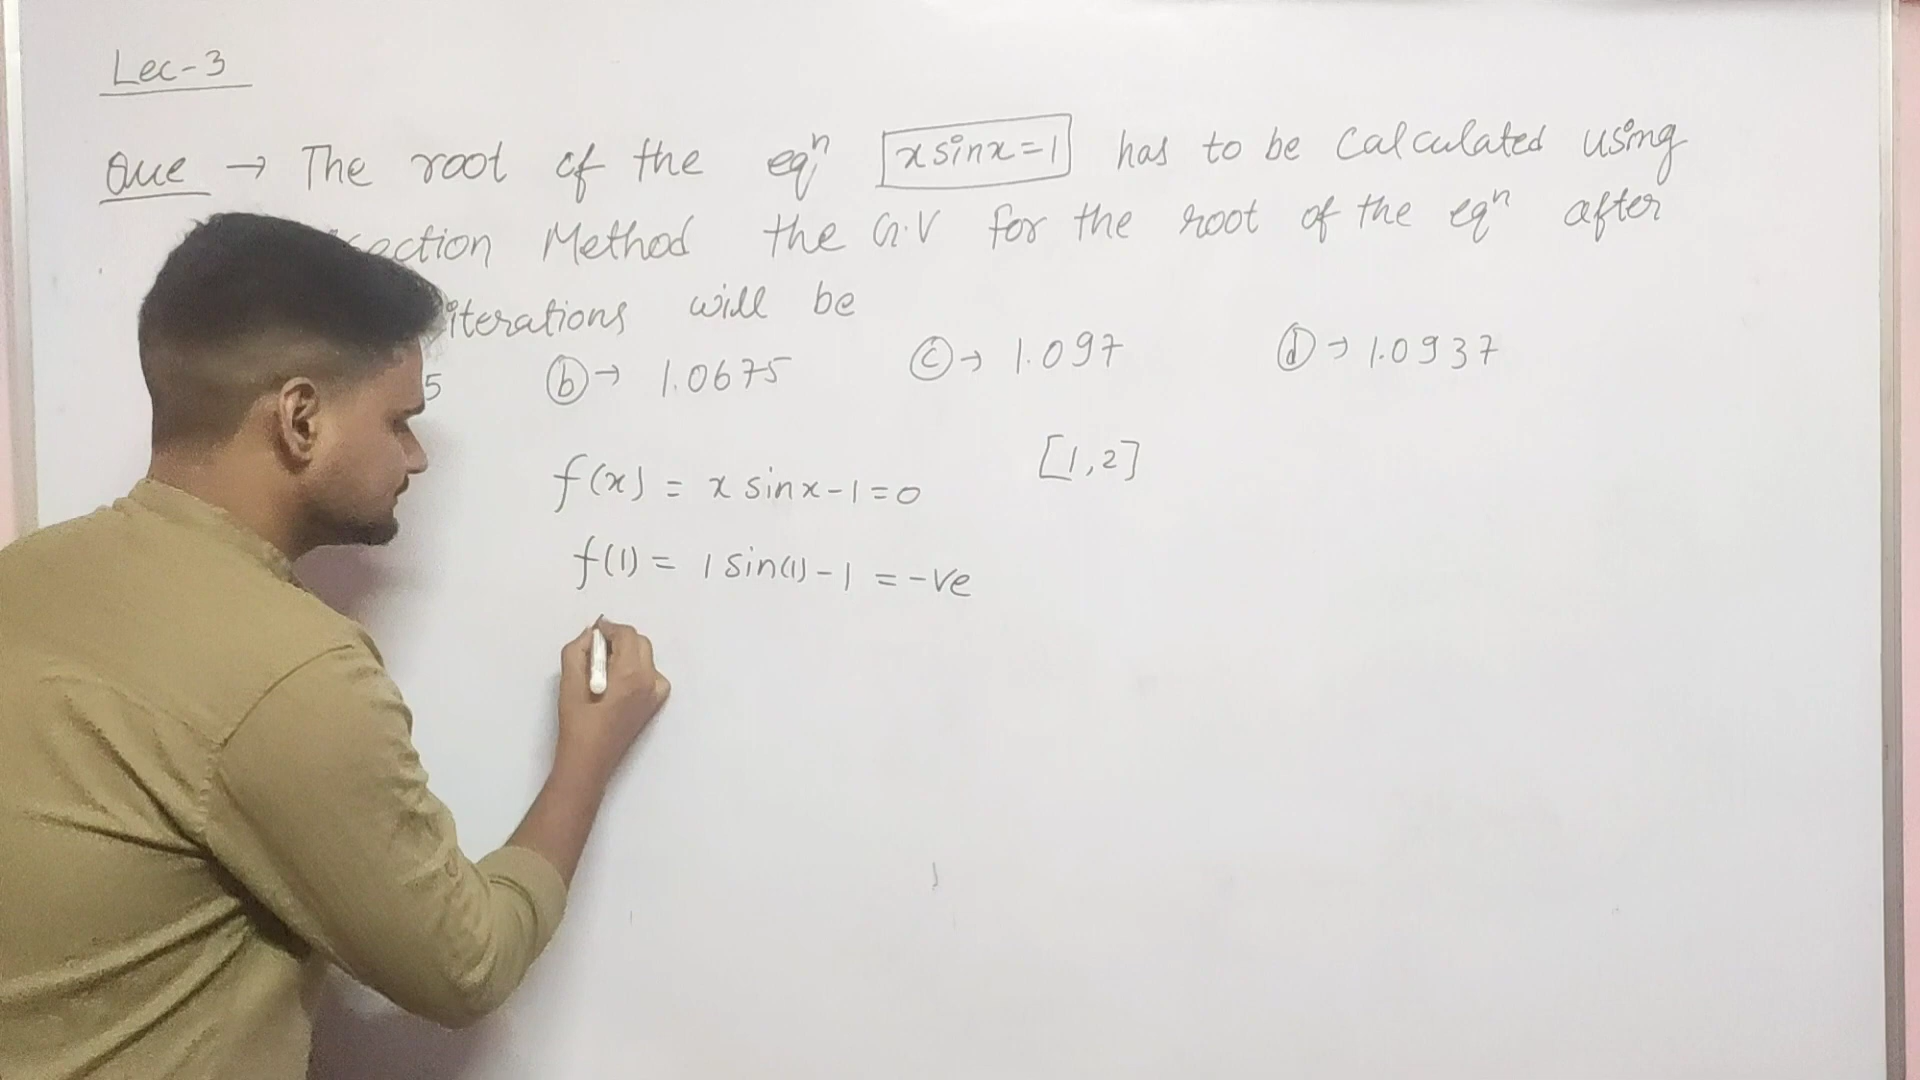 Lec-3
Que → The root of the eqⁿ x sinx=1 has to be Calculated using
section Method the G.V for the root of the eqⁿ after
iterations will be
5 ⓑ→ 1.0675 ⓒ→ 1.097 ⓓ→ 1.0937
f(x) = x sinx-1=0 [1,2]
f(1) = 1 sin(1)-1 = -ve